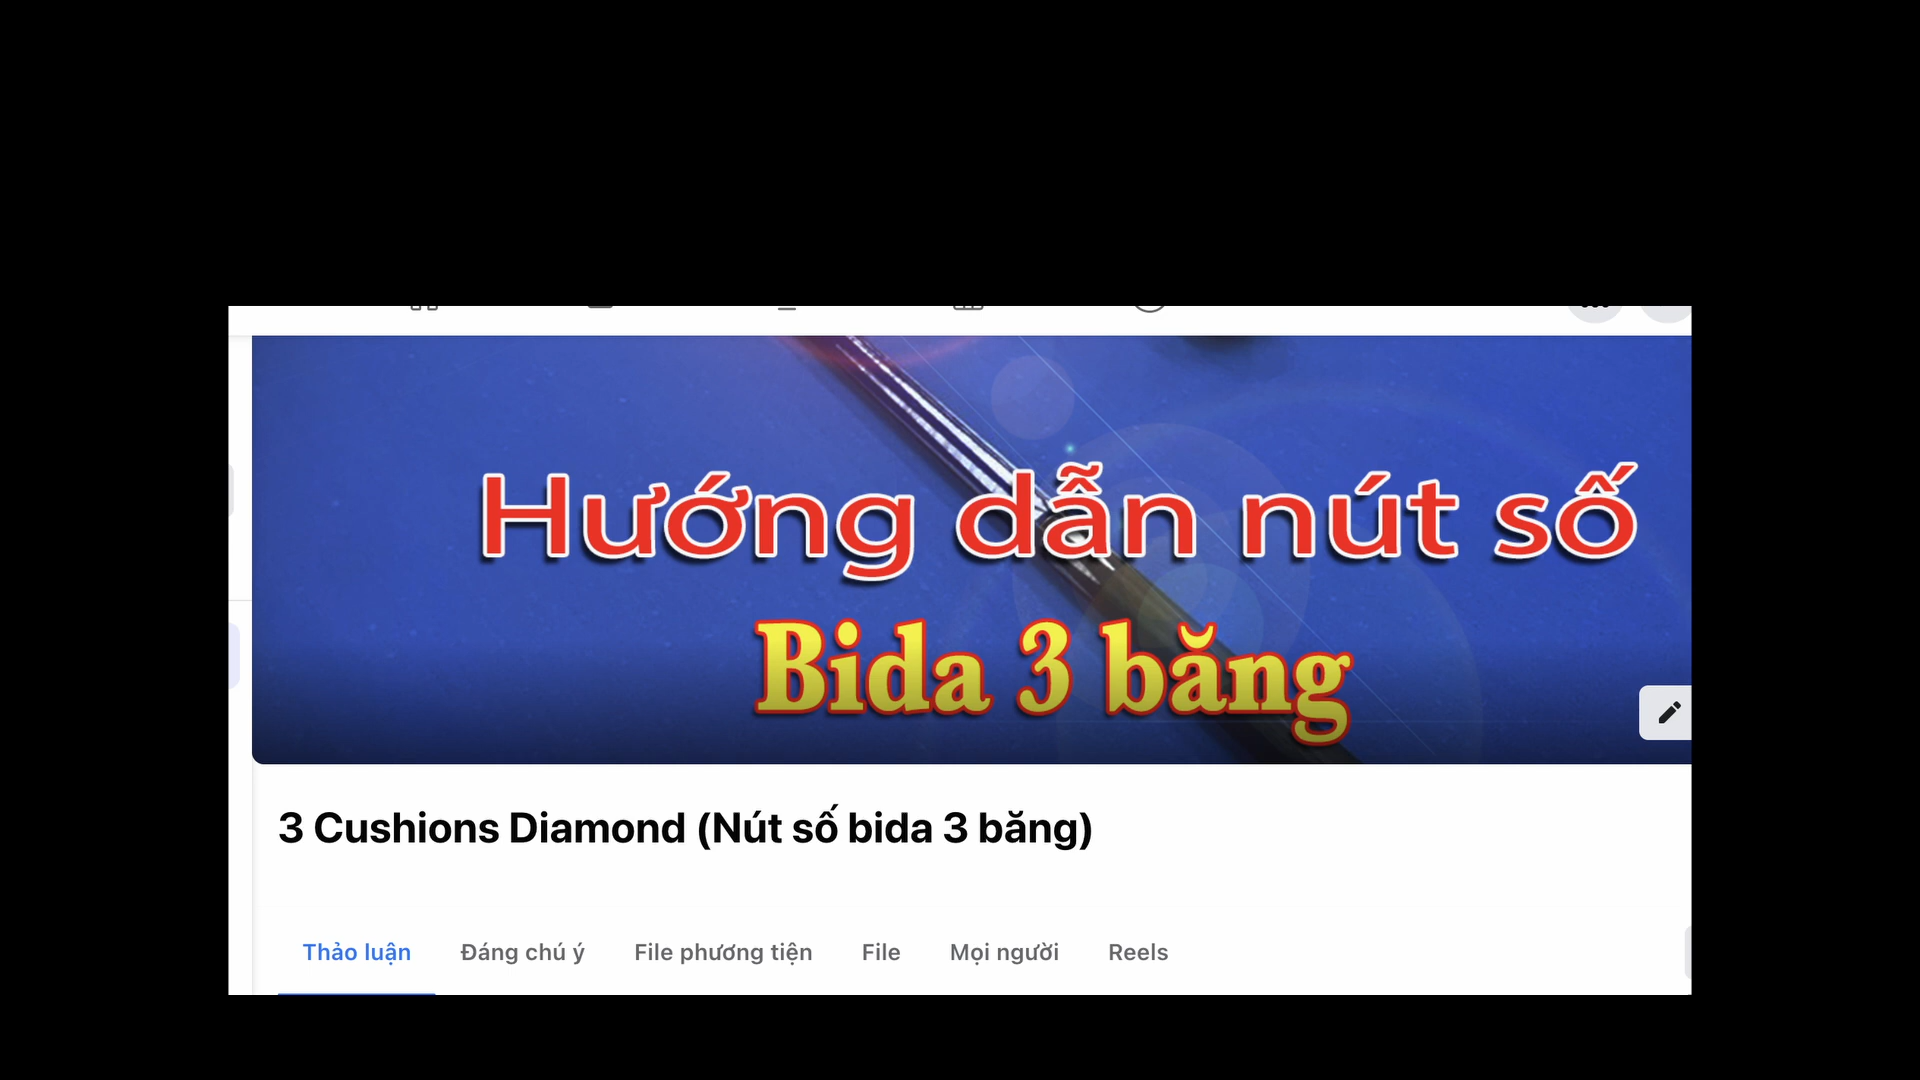 Hướng dẫn nút số
Bida 3 băng
3 Cushions Diamond (Nút số bida 3 băng)
Thảo luận Đáng chú ý File phương tiện File Mọi người Reels